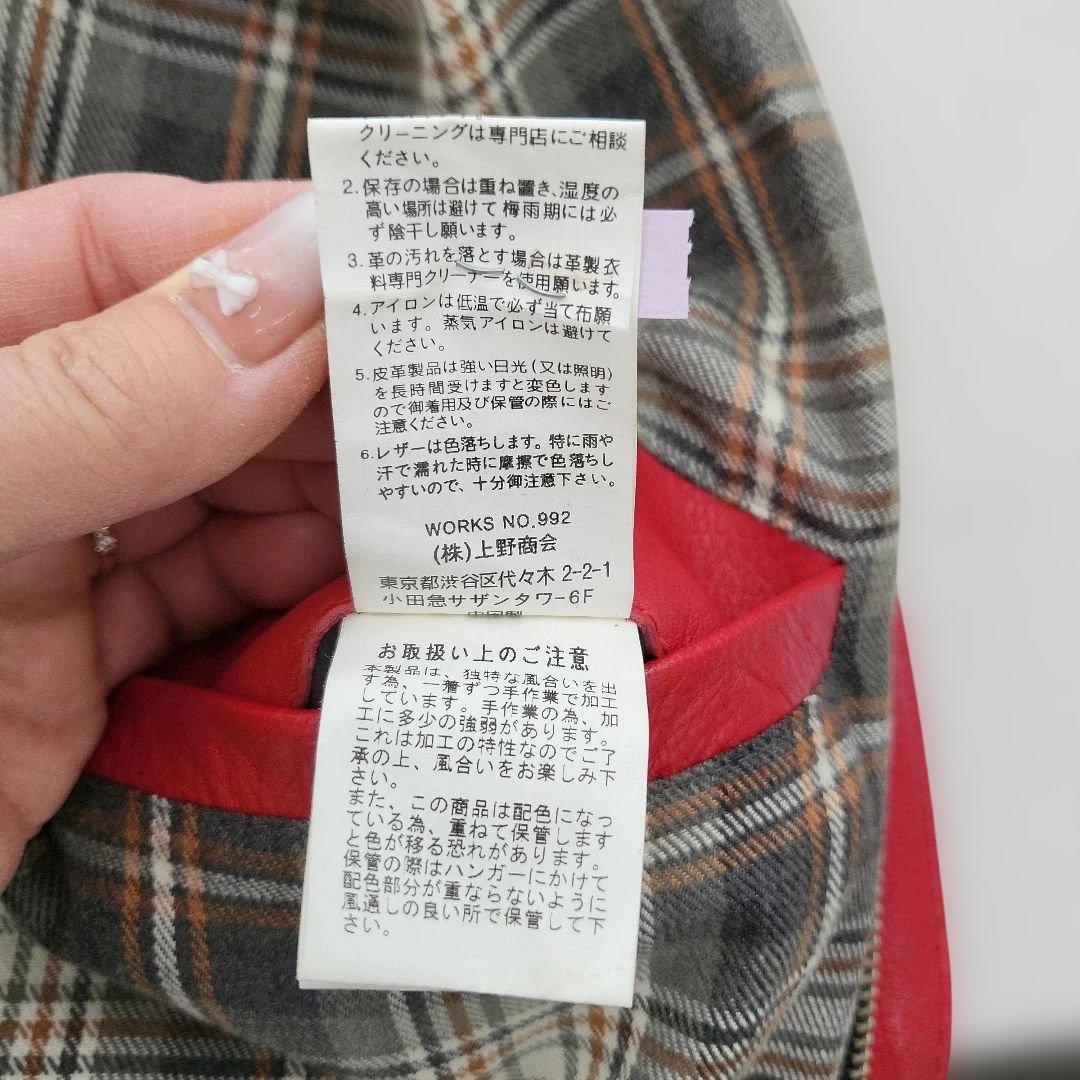 クリーニングは専門店にご相談
ください。
2.保存の場合は重ね置き、湿度の
高い場所は避けて梅雨期には必
ず陰干し願います。
3.革の汚れを落とす場合は革製衣
料専門クリーナーを使用願います。
4.アイロンは低温で必ず当て布願
います。蒸気アイロンは避けて
ください。
5.皮革製品は強い日光(又は照明)
を長時間受けますと変色します
ので御着用及び保管の際にはご
注意ください。
6.レザーは色落ちします。特に雨や
汗で濡れた時に摩擦で色落ちし
やすいので、十分御注意下さい。
WORKS NO.992
(株)上野商会
東京都渋谷区代々木2-2-1
小田急サザンタワー6F
中国製
お取扱い上のご注意
本製品は、独特な風合いを出
す為、一着ずつ手作業で加工
しています。手作業の為、加
工に多少の強弱があります。
これは加工の特性なのでご了
承の上、風合いをお楽しみ下
さい。
また、この商品は配色になっ
ている為、重ねて保管します
と色が移る恐れがあります。
保管の際はハンガーにかけて
配色部分が重ならないように
風通しの良い所で保管して下
さい。